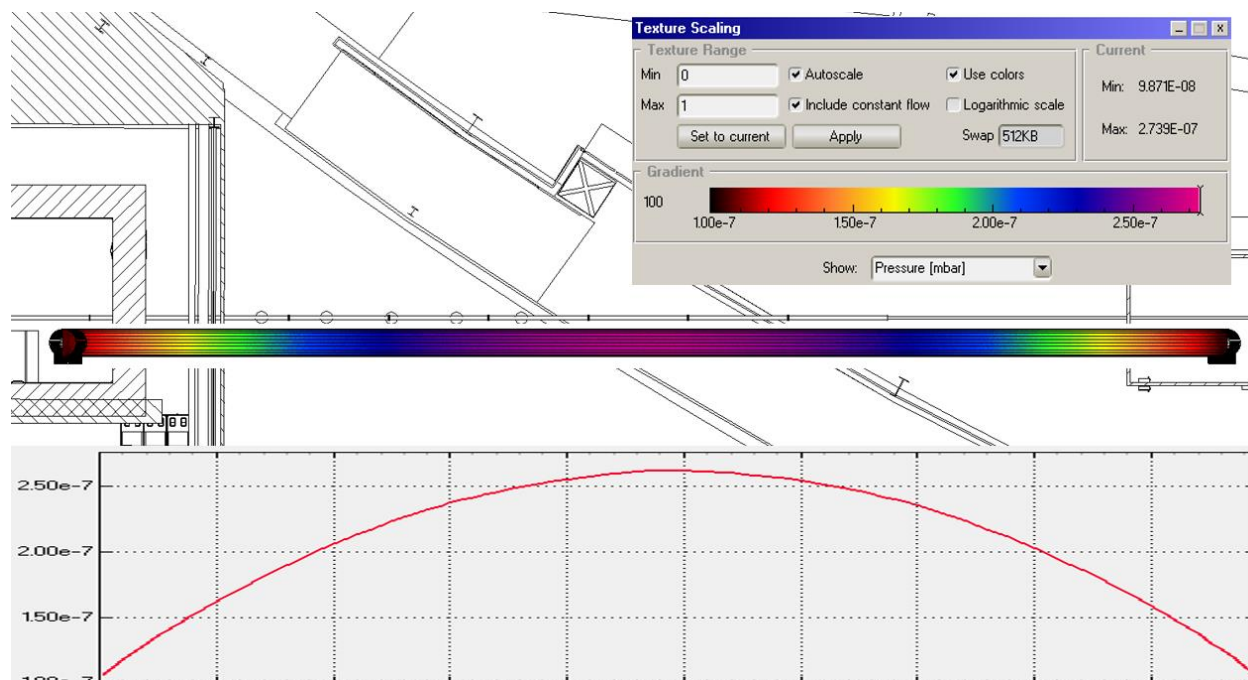 Texture Scaling
Texture Range
Current
Min 0 Autoscale Use colors
Min: 9.871E-08
Max 1 Include constant flow Logarithmic scale
Max: 2.739E-07
Set to current Apply Swap 512KB
Gradient
100
1.00e-7 1.50e-7 2.00e-7 2.50e-7
Show: Pressure [mbar]
2.50e-7
2.00e-7
1.50e-7